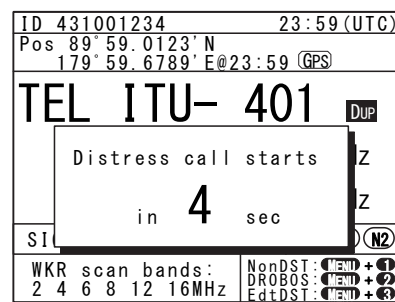 ID 431001234 23:59(UTC)
Pos 89°59.0123'N
179°59.6789'E@23:59 GPS
TEL ITU- 401 DUP
Distress call starts
in 4 sec
z
z
SI
N2
WKR scan bands:
2 4 6 8 12 16MHz
NonDST:MENU+1
DROBOS:MENU+2
EdtDST:MENU+3